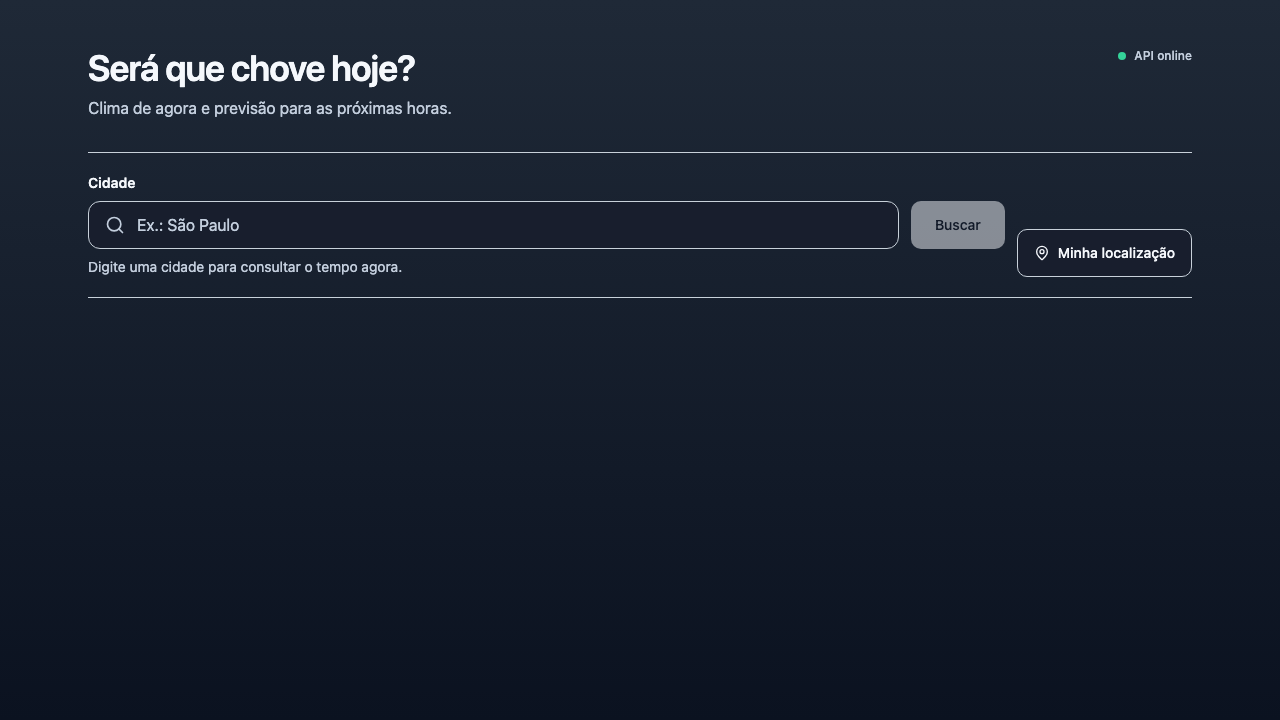 Será que chove hoje?
API online
Clima de agora e previsão para as próximas horas.
Cidade
Ex.: São Paulo
Buscar
Minha localização
Digite uma cidade para consultar o tempo agora.